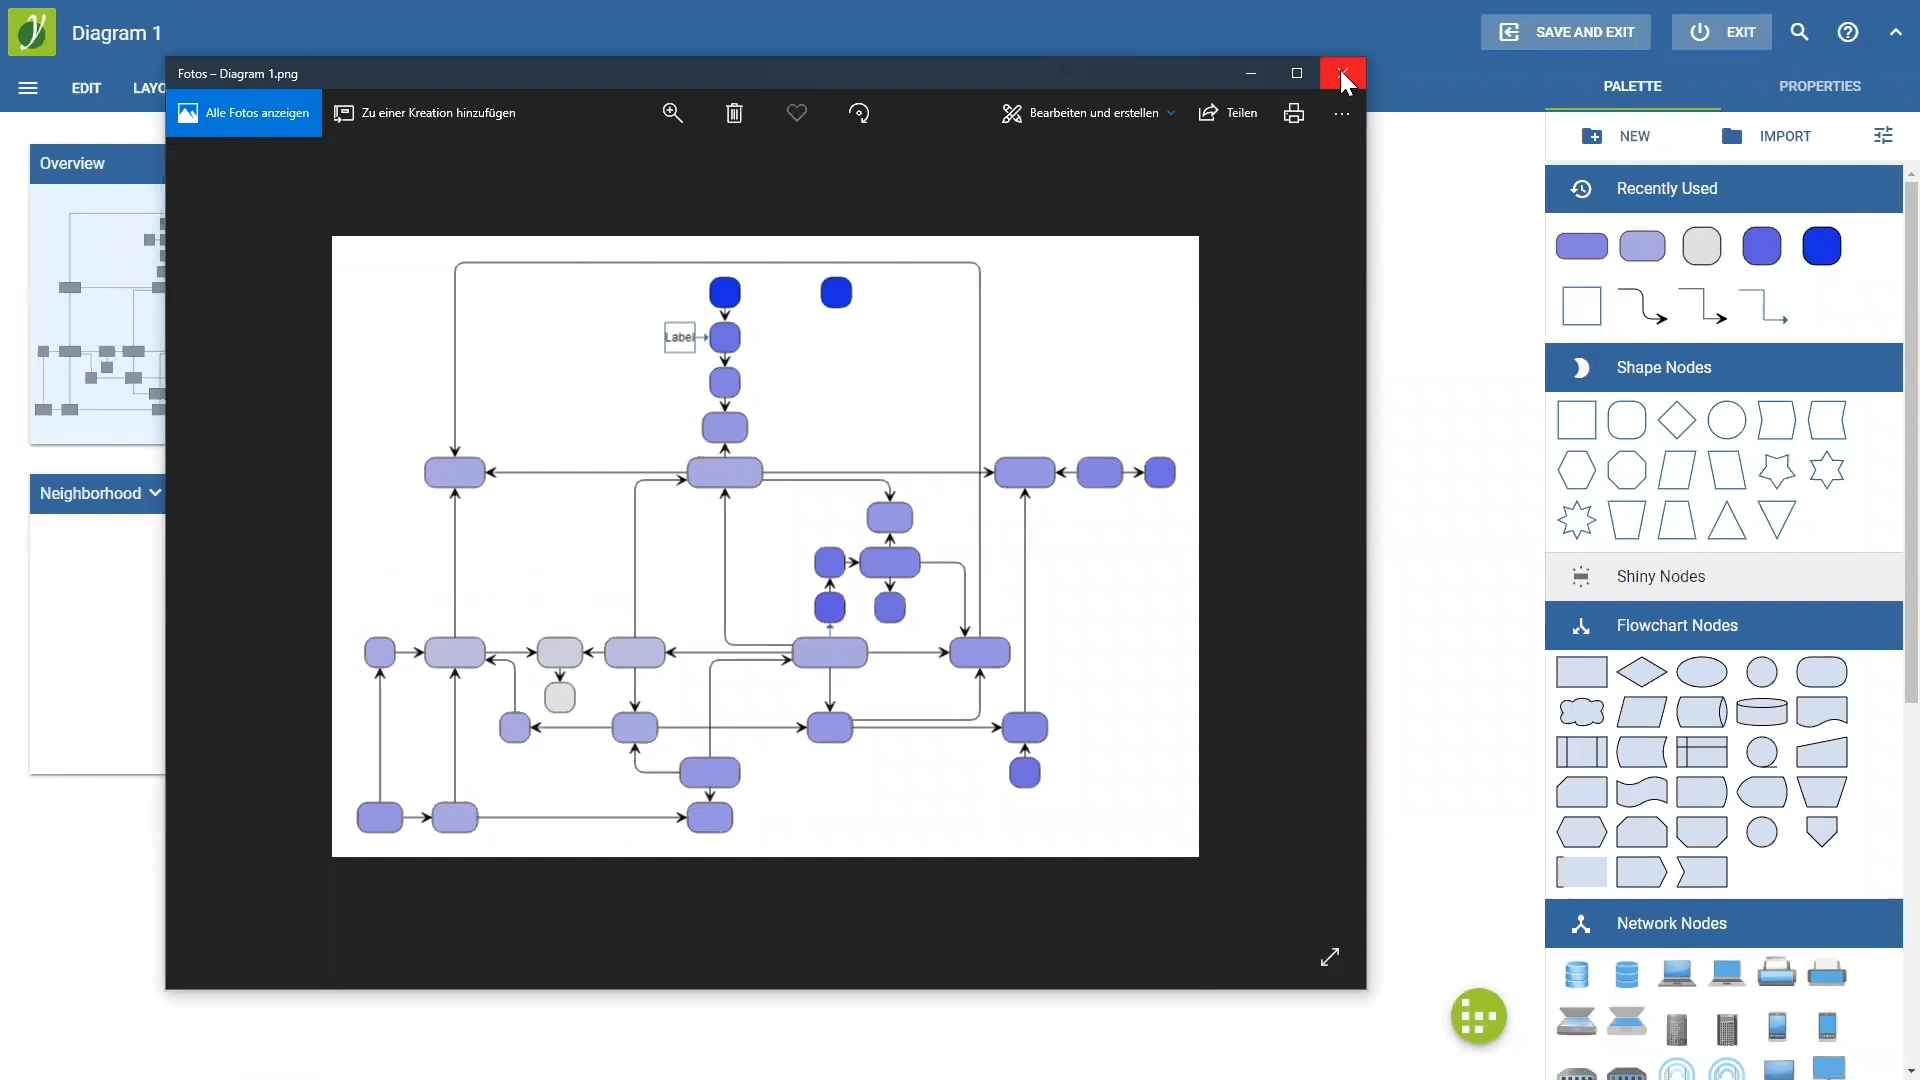 Diagram 1
SAVE AND EXIT
EXIT
EDIT
LAYO
Fotos – Diagram 1.png
Alle Fotos anzeigen
Zu einer Kreation hinzufügen
Bearbeiten und erstellen
Teilen
PALETTE
PROPERTIES
NEW
IMPORT
Overview
Neighborhood
Label
Recently Used
Shape Nodes
Shiny Nodes
Flowchart Nodes
Network Nodes